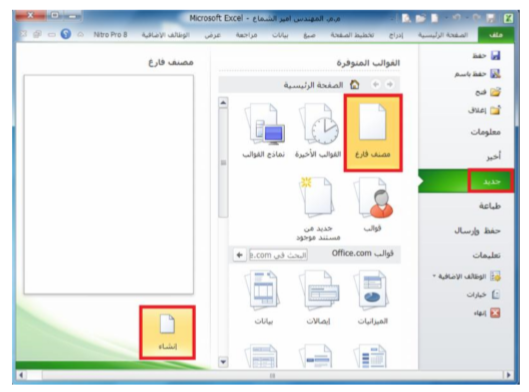 م.م. المهندس امير الشماع - Microsoft Excel
ملف الصفحة الرئيسية إدراج تخطيط الصفحة صيغ بيانات مراجعة عرض الوظائف الإضافية Nitro Pro 8
حفظ
حفظ باسم
فتح
إغلاق
معلومات
أخير
جديد
طباعة
حفظ وإرسال
تعليمات
الوظائف الإضافية
خيارات
إنهاء
القوالب المتوفرة
الصفحة الرئيسية
مصنف فارغ القوالب الأخيرة نماذج القوالب
قوالب جديد من
مستند موجود
قوالب Office.com البحث في e.com
الميزانيات إيصالات بيانات
مصنف فارغ
إنشاء